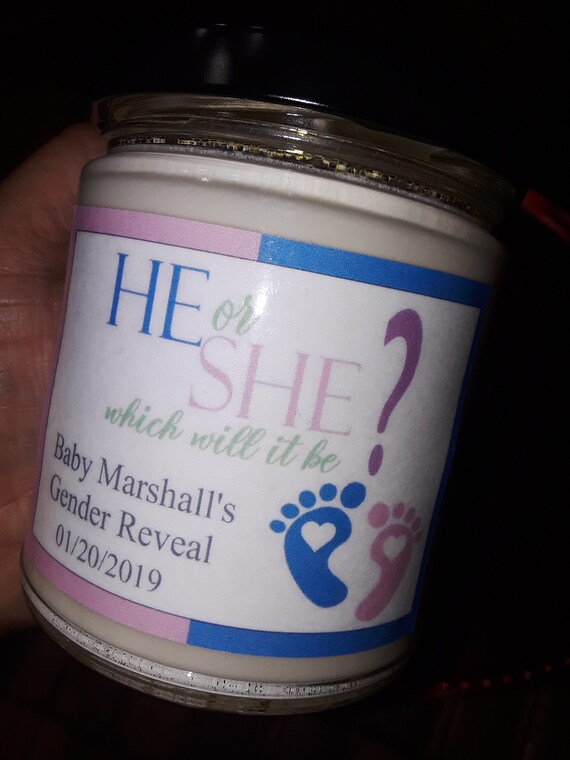 HE or
SHE ?
which will it be
Baby Marshall's
Gender Reveal
01/20/2019